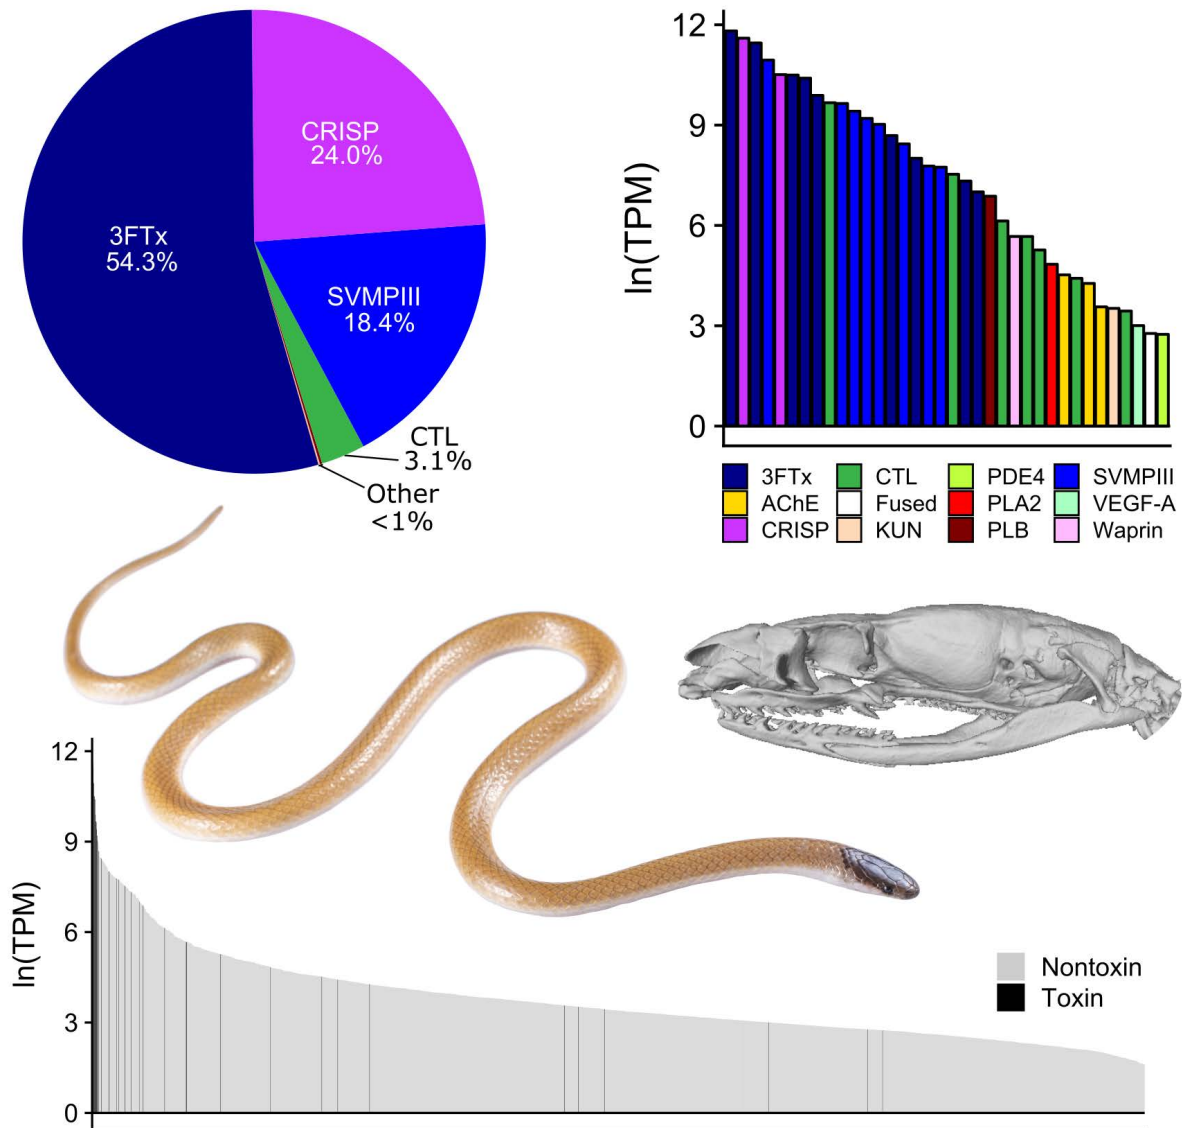 CRISP
24.0%
3FTx
54.3%
SVMPIII
18.4%
CTL
3.1%
Other
<1%
ln(TPM)
12
9
6
3
0
3FTx
CTL
PDE4
SVMPIII
AChE
Fused
PLA2
VEGF-A
CRISP
KUN
PLB
Waprin
ln(TPM)
12
9
6
3
0
Nontoxin
Toxin